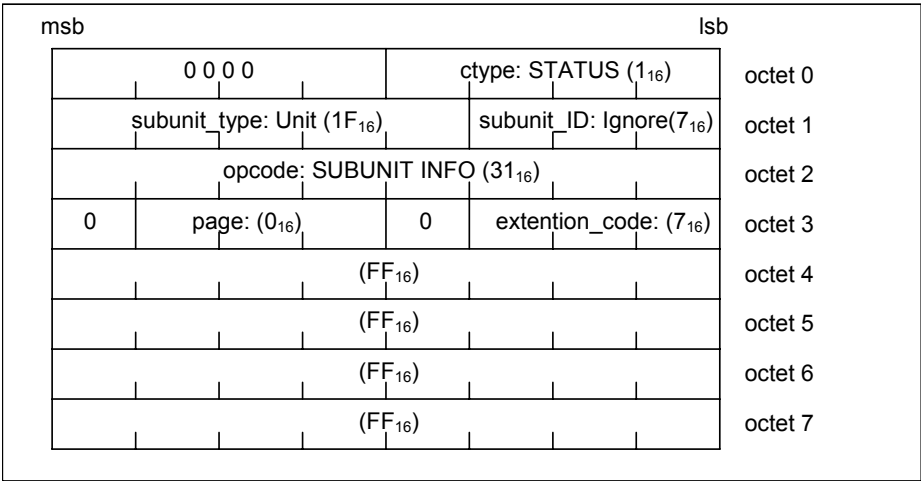 msb lsb
0 0 0 0 ctype: STATUS (1₁₆) octet 0
subunit_type: Unit (1F₁₆) subunit_ID: Ignore(7₁₆) octet 1
opcode: SUBUNIT INFO (31₁₆) octet 2
0 page: (0₁₆) 0 extention_code: (7₁₆) octet 3
(FF₁₆) octet 4
(FF₁₆) octet 5
(FF₁₆) octet 6
(FF₁₆) octet 7